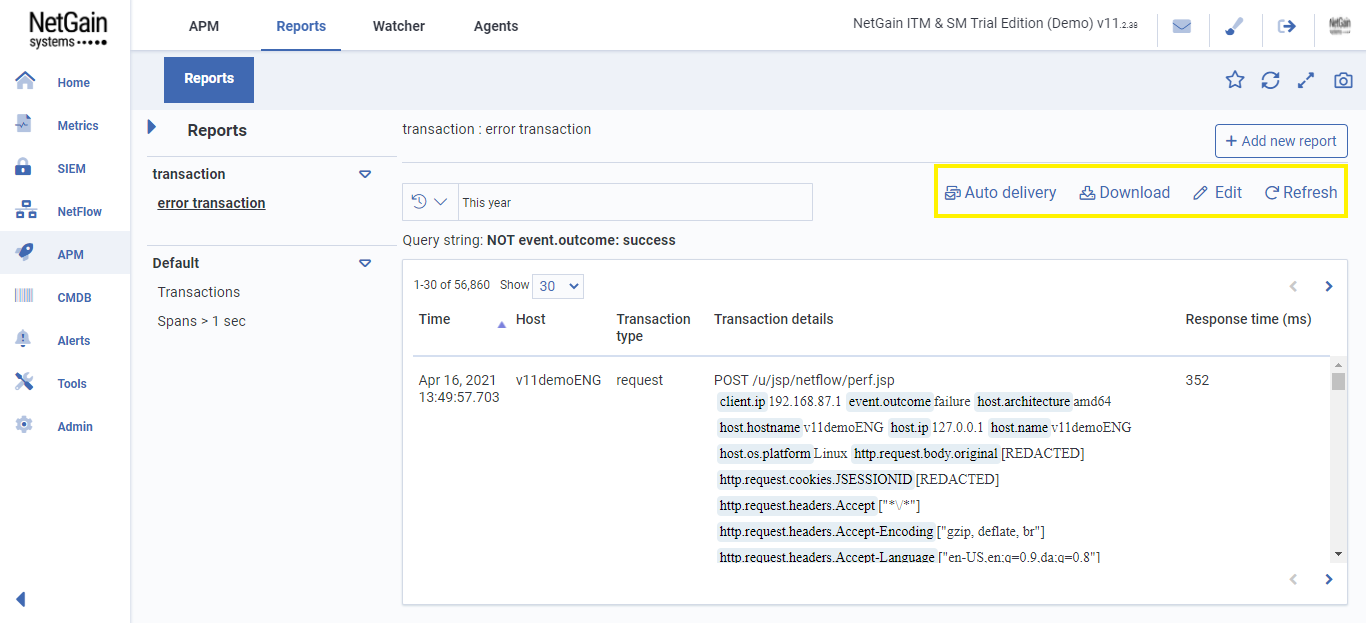 NetGain
systems
APM
Reports
Watcher
Agents
NetGain ITM & SM Trial Edition (Demo) v11.2.38
NetGain
systems
Home
Metrics
SIEM
NetFlow
APM
CMDB
Alerts
Tools
Admin
Reports
Reports
transaction
error transaction
Default
Transactions
Spans > 1 sec
transaction : error transaction
+ Add new report
This year
Auto delivery
Download
Edit
Refresh
Query string: NOT event.outcome: success
1-30 of 56,860 Show 30
Time
Host
Transaction
type
Transaction details
Response time (ms)
Apr 16, 2021
13:49:57.703
v11demoENG
request
POST /u/jsp/netflow/perf.jsp
352
client.ip 192.168.87.1 event.outcome failure host.architecture amd64
host.hostname v11demoENG host.ip 127.0.0.1 host.name v11demoENG
host.os.platform Linux http.request.body.original [REDACTED]
http.request.cookies.JSESSIONID [REDACTED]
http.request.headers.Accept ["*\/*"]
http.request.headers.Accept-Encoding ["gzip, deflate, br"]
http.request.headers.Accept-Language ["en-US,en;q=0.9,da;q=0.8"]